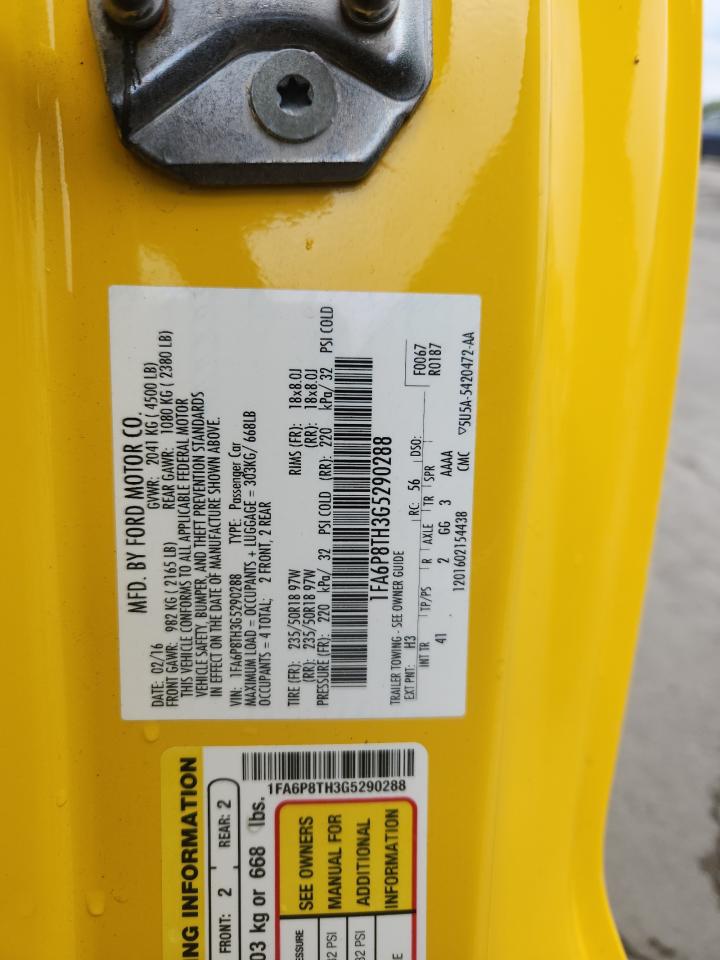 MFD. BY FORD MOTOR CO.
DATE: 02/16 GVWR: 2041 KG ( 4500 LB)
FRONT GAWR: 982 KG ( 2165 LB) REAR GAWR: 1080 KG ( 2380 LB)
THIS VEHICLE CONFORMS TO ALL APPLICABLE FEDERAL MOTOR
VEHICLE SAFETY, BUMPER, AND THEFT PREVENTION STANDARDS
IN EFFECT ON THE DATE OF MANUFACTURE SHOWN ABOVE.
VIN: 1FA6P8TH3G5290288 TYPE: Passenger Car
MAXIMUM LOAD = OCCUPANTS + LUGGAGE = 303KG/ 668LB
OCCUPANTS = 4 TOTAL; 2 FRONT, 2 REAR
TIRE (FR): 235/50R18 97W RIMS (FR): 18x8.0J
(RR): 235/50R18 97W (RR): 18x8.0J
PRESSURE (FR): 220 kPa/ 32 PSI COLD (RR): 220 kPa/ 32 PSI COLD
1FA6P8TH3G5290288
TRAILER TOWING - SEE OWNER GUIDE F0067
EXT PNT: H3 RC: 56 DSO: R0187
INT TR TP/PS R AXLE TR SPR
41 2 GG 3 AAAA
1201602154438 CMC ▽5U5A-5420472-AA
ING INFORMATION
FRONT: 2 REAR: 2
03 kg or 668 lbs.
1FA6P8TH3G5290288
SEE OWNERS
MANUAL FOR
ADDITIONAL
INFORMATION
ESSURE
32 PSI
32 PSI